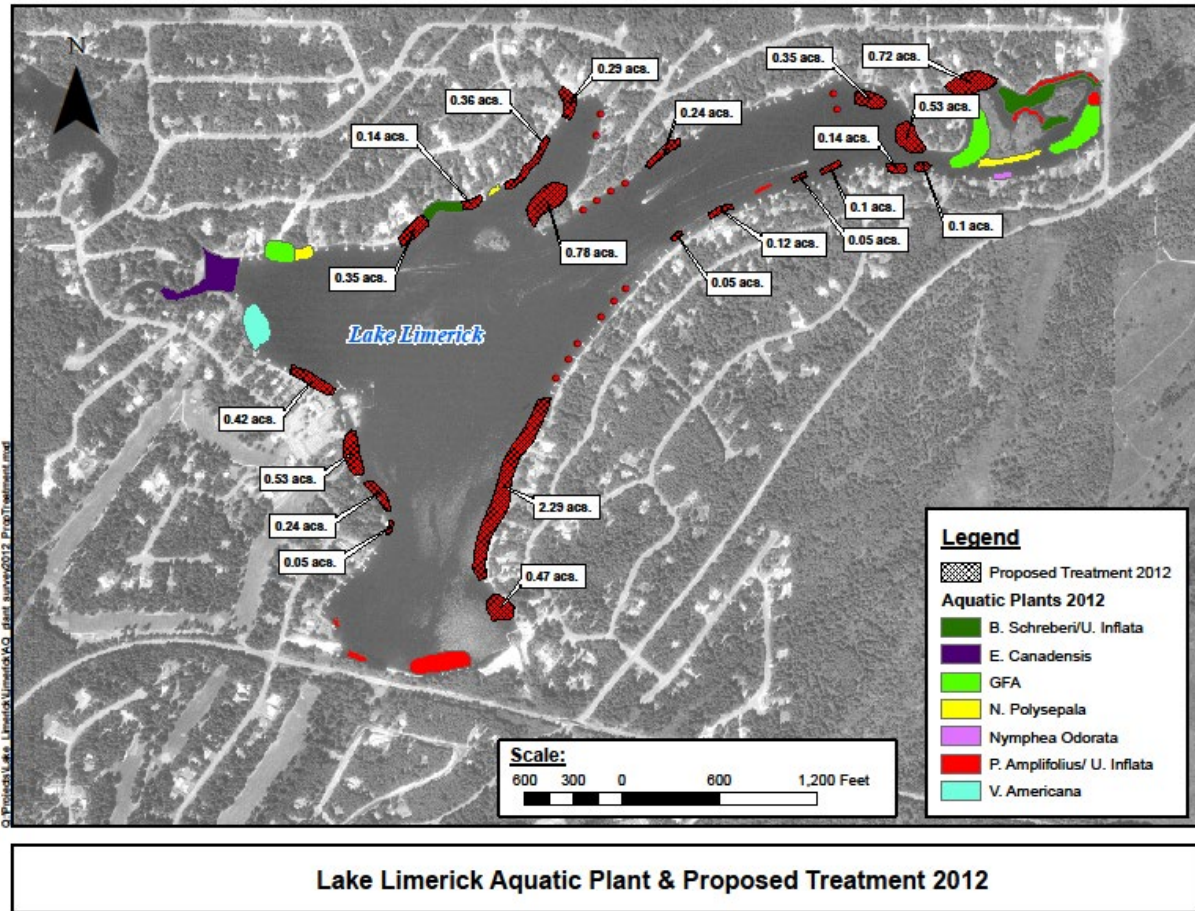 N
0.29 acs.
0.35 acs.
0.72 acs.
0.36 acs.
0.24 acs.
0.53 acs.
0.14 acs.
0.14 acs.
0.1 acs.
0.1 acs.
0.05 acs.
0.12 acs.
0.78 acs.
0.05 acs.
0.35 acs.
Lake Limerick
0.42 acs.
0.53 acs.
2.29 acs.
0.24 acs.
0.05 acs.
0.47 acs.
Legend
Proposed Treatment 2012
Aquatic Plants 2012
B. Schreberi/U. Inflata
E. Canadensis
GFA
N. Polysepala
Nymphea Odorata
P. Amplifolius/ U. Inflata
V. Americana
Scale:
600 300 0 600 1,200 Feet
Lake Limerick Aquatic Plant & Proposed Treatment 2012